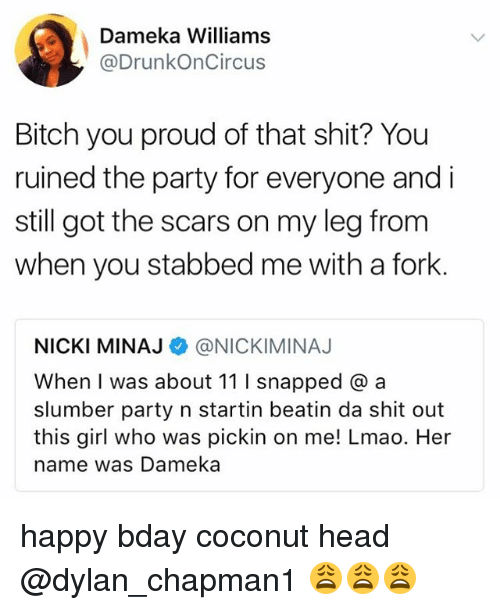 Dameka Williams
@DrunkOnCircus
Bitch you proud of that shit? You
ruined the party for everyone and i
still got the scars on my leg from
when you stabbed me with a fork.
NICKI MINAJ @NICKIMINAJ
When I was about 11 I snapped @ a
slumber party n startin beatin da shit out
this girl who was pickin on me! Lmao. Her
name was Dameka
happy bday coconut head
@dylan_chapman1 😩😩😩